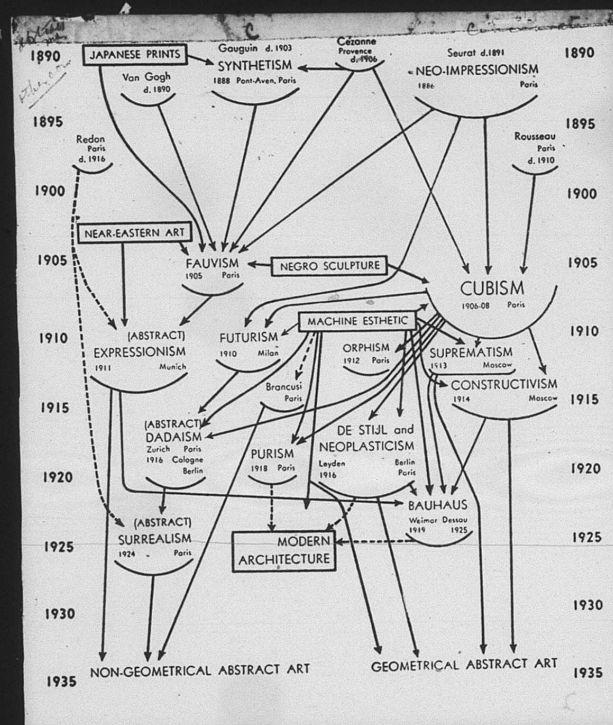 1890
JAPANESE PRINTS
Gauguin d. 1903
SYNTHETISM
1888 Pont-Aven, Paris
Cézanne
Provence
d. 1906
Seurat d.1891
NEO-IMPRESSIONISM
1886 Paris
1890
Van Gogh
d. 1890
1895
1895
Redon
Paris
d. 1916
Rousseau
Paris
d. 1910
1900
1900
NEAR-EASTERN ART
1905
FAUVISM
1905 Paris
NEGRO SCULPTURE
1905
CUBISM
1906-08 Paris
1910
(ABSTRACT)
EXPRESSIONISM
1911 Munich
FUTURISM
1910 Milan
MACHINE ESTHETIC
ORPHISM
1912 Paris
SUPREMATISM
1913 Moscow
1910
CONSTRUCTIVISM
1914 Moscow
Brancusi
Paris
1915
1915
(ABSTRACT)
DADAISM
Zurich Paris
1916 Cologne
Berlin
PURISM
1918 Paris
DE STIJL and
NEOPLASTICISM
Leyden Berlin
1916 Paris
1920
1920
BAUHAUS
Weimar Dessau
1919 1925
1925
(ABSTRACT)
SURREALISM
1924 Paris
MODERN
ARCHITECTURE
1925
1930
1930
1935
NON-GEOMETRICAL ABSTRACT ART
GEOMETRICAL ABSTRACT ART
1935